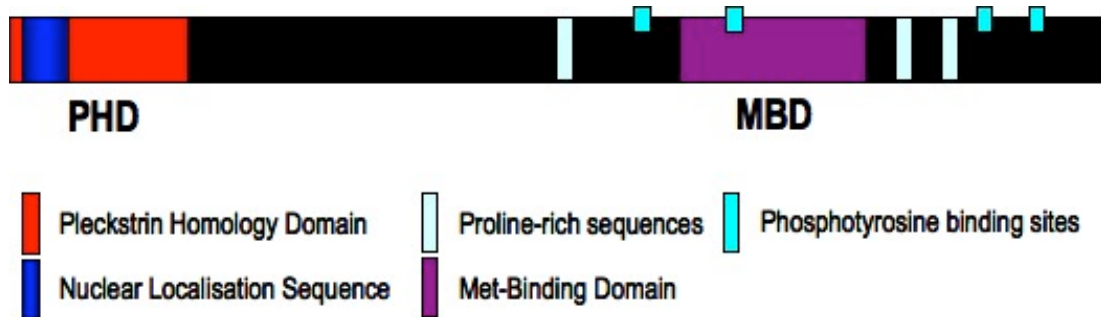 PHD MBD
Pleckstrin Homology Domain Proline-rich sequences Phosphotyrosine binding sites
Nuclear Localisation Sequence Met-Binding Domain